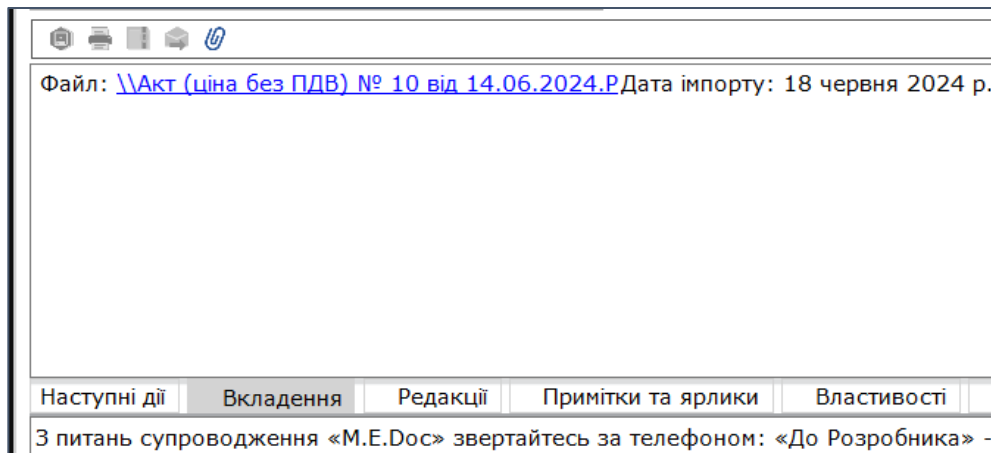 Файл: \\Акт (ціна без ПДВ) № 10 від 14.06.2024.P Дата імпорту: 18 червня 2024 р.
Наступні дії Вкладення Редакції Примітки та ярлики Властивості
З питань супроводження «M.E.Doc» звертайтесь за телефоном: «До Розробника» -